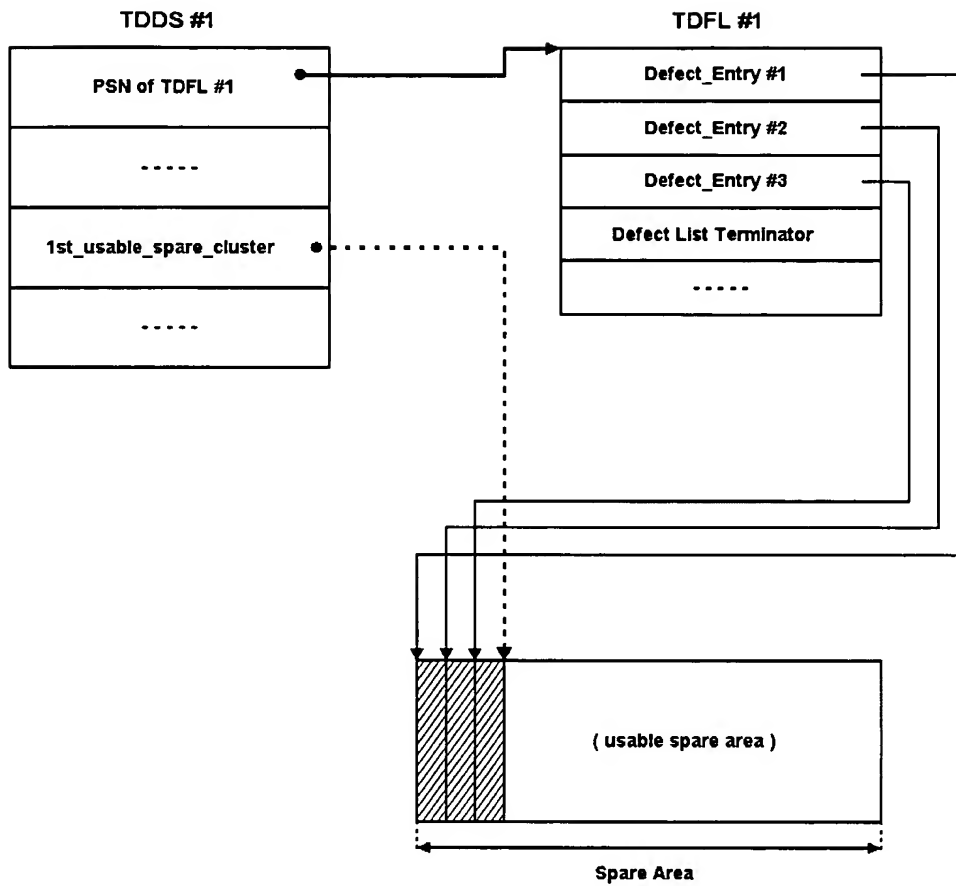 TDDS #1
PSN of TDFL #1
-----
1st_usable_spare_cluster
-----
TDFL #1
Defect_Entry #1
Defect_Entry #2
Defect_Entry #3
Defect List Terminator
-----
( usable spare area )
Spare Area